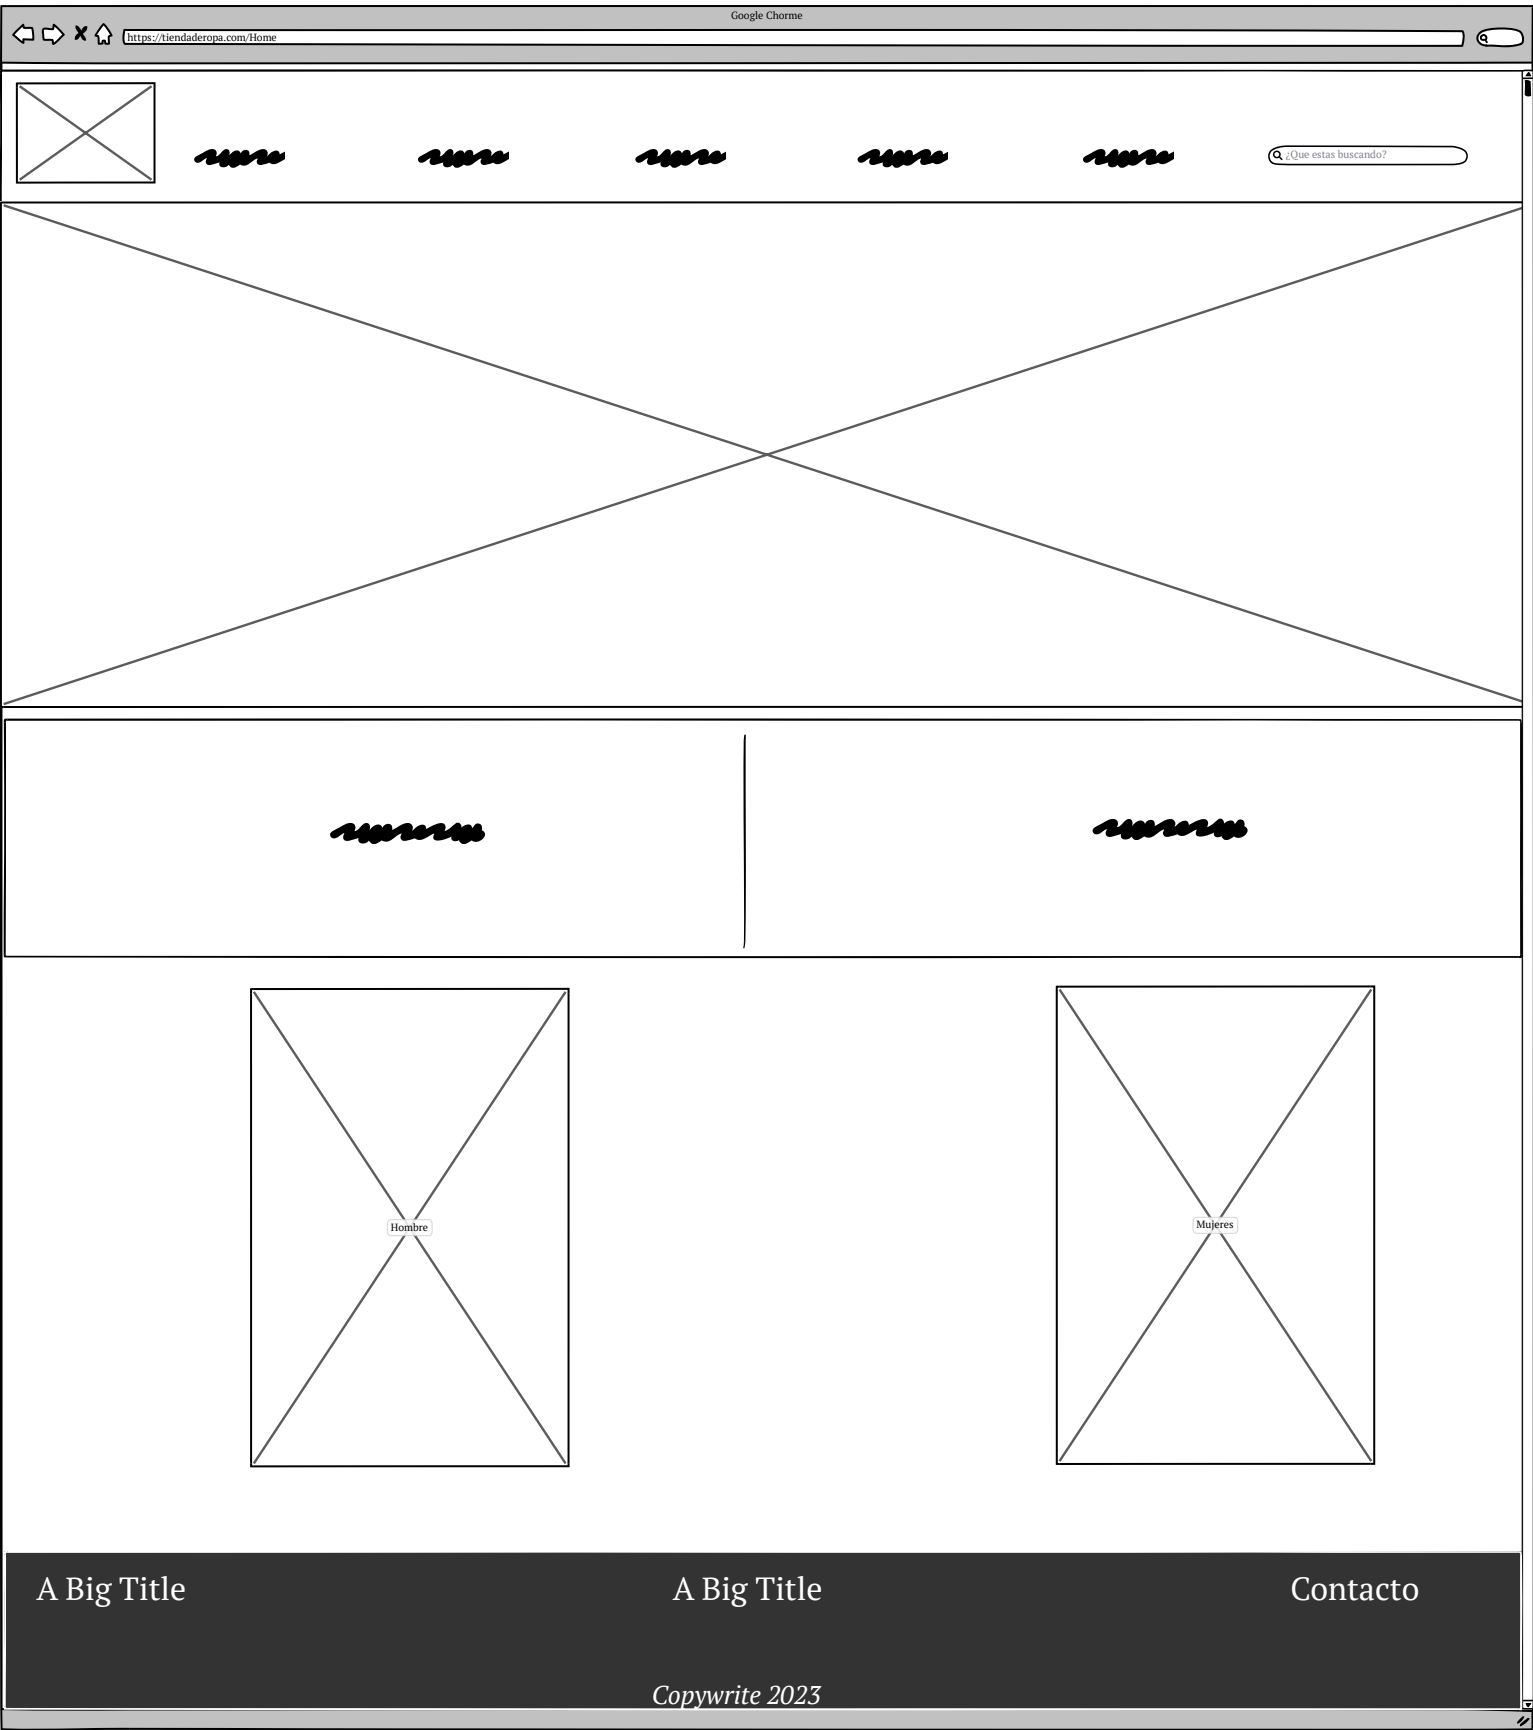 Google Chorme
https://tiendaderopa.com/Home
¿Que estas buscando?
Hombre
Mujeres
A Big Title
A Big Title
Contacto
Copywrite 2023